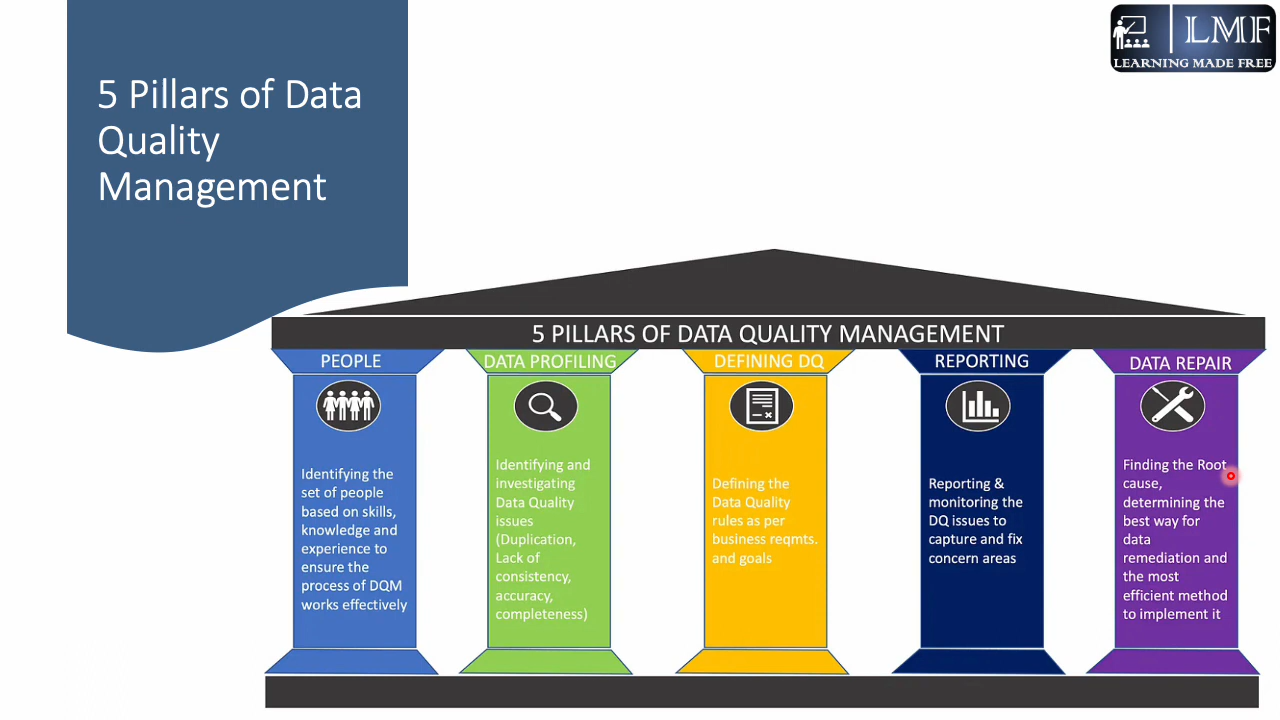 5 Pillars of Data
Quality
Management
LMF
LEARNING MADE FREE
5 PILLARS OF DATA QUALITY MANAGEMENT
PEOPLE
Identifying the
set of people
based on skills,
knowledge and
experience to
ensure the
process of DQM
works effectively
DATA PROFILING
Identifying and
investigating
Data Quality
issues
(Duplication,
Lack of
consistency,
accuracy,
completeness)
DEFINING DQ
Defining the
Data Quality
rules as per
business reqmts.
and goals
REPORTING
Reporting &
monitoring the
DQ issues to
capture and fix
concern areas
DATA REPAIR
Finding the Root
cause,
determining the
best way for
data
remediation and
the most
efficient method
to implement it